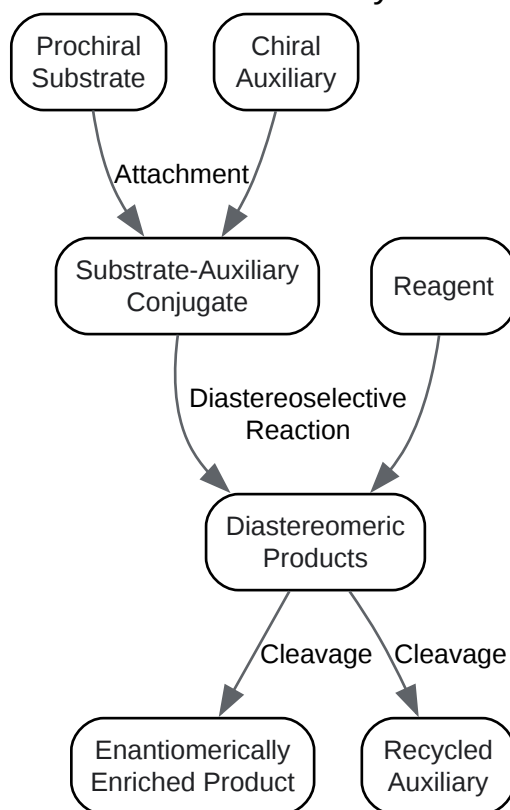 Prochiral
Substrate
Chiral
Auxiliary
Attachment
Substrate-Auxiliary
Conjugate
Reagent
Diastereoselective
Reaction
Diastereomeric
Products
Cleavage
Cleavage
Enantiomerically
Enriched Product
Recycled
Auxiliary